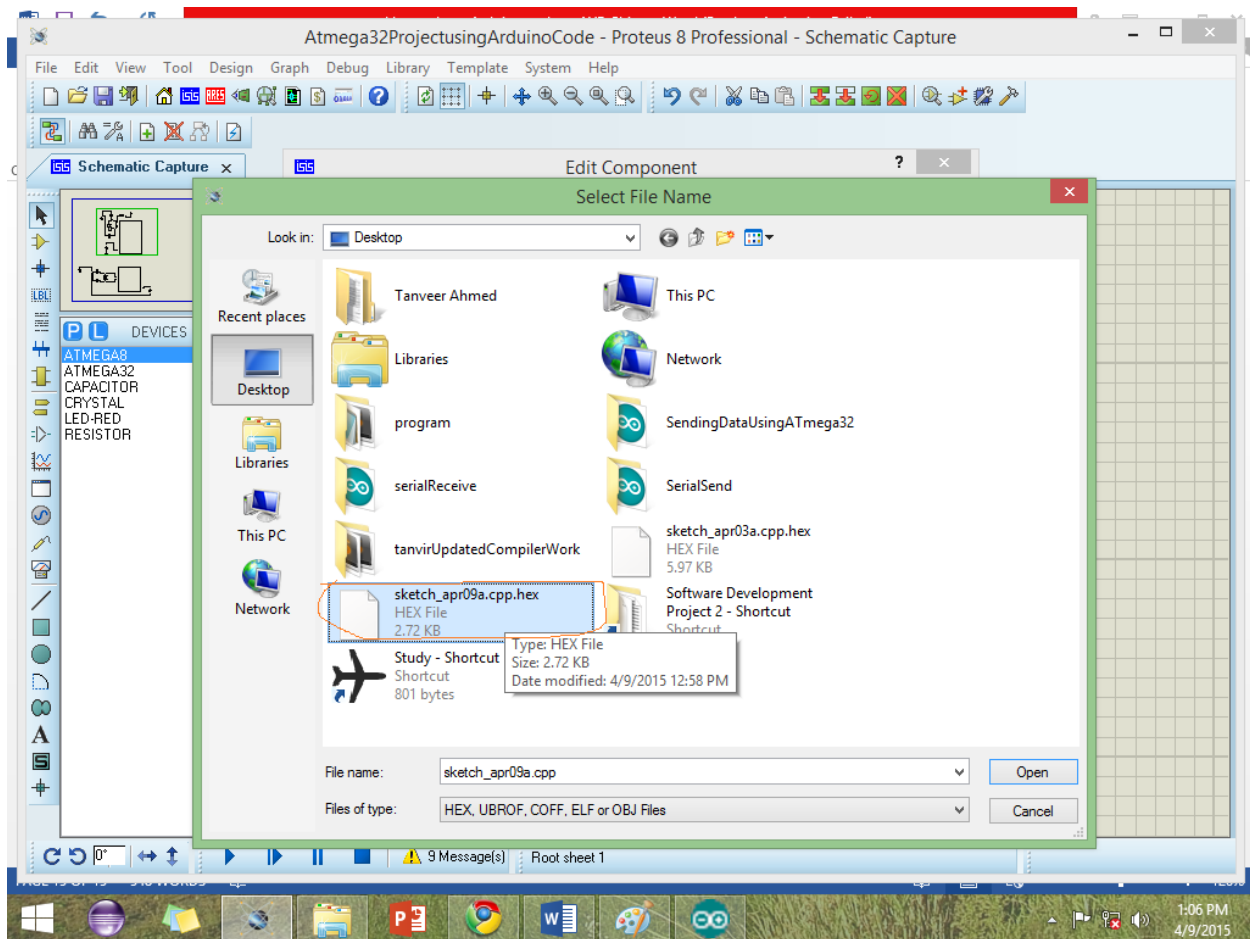 Atmega32ProjectusingArduinoCode - Proteus 8 Professional - Schematic Capture
File Edit View Tool Design Graph Debug Library Template System Help
Schematic Capture x
Edit Component
Select File Name
Look in: Desktop
Recent places
Desktop
Libraries
This PC
Network
P L DEVICES
ATMEGA8
ATMEGA32
CAPACITOR
CRYSTAL
LED-RED
RESISTOR
Tanveer Ahmed
This PC
Libraries
Network
program
SendingDataUsingATmega32
serialReceive
SerialSend
tanvirUpdatedCompilerWork
sketch_apr03a.cpp.hex
HEX File
5.97 KB
sketch_apr09a.cpp.hex
HEX File
2.72 KB
Software Development
Project 2 - Shortcut
Shortcut
Type: HEX File
Size: 2.72 KB
Date modified: 4/9/2015 12:58 PM
Study - Shortcut
Shortcut
801 bytes
File name: sketch_apr09a.cpp
Open
Files of type: HEX, UBROF, COFF, ELF or OBJ Files
Cancel
0°
9 Message(s)
Root sheet 1
1:06 PM
4/9/2015